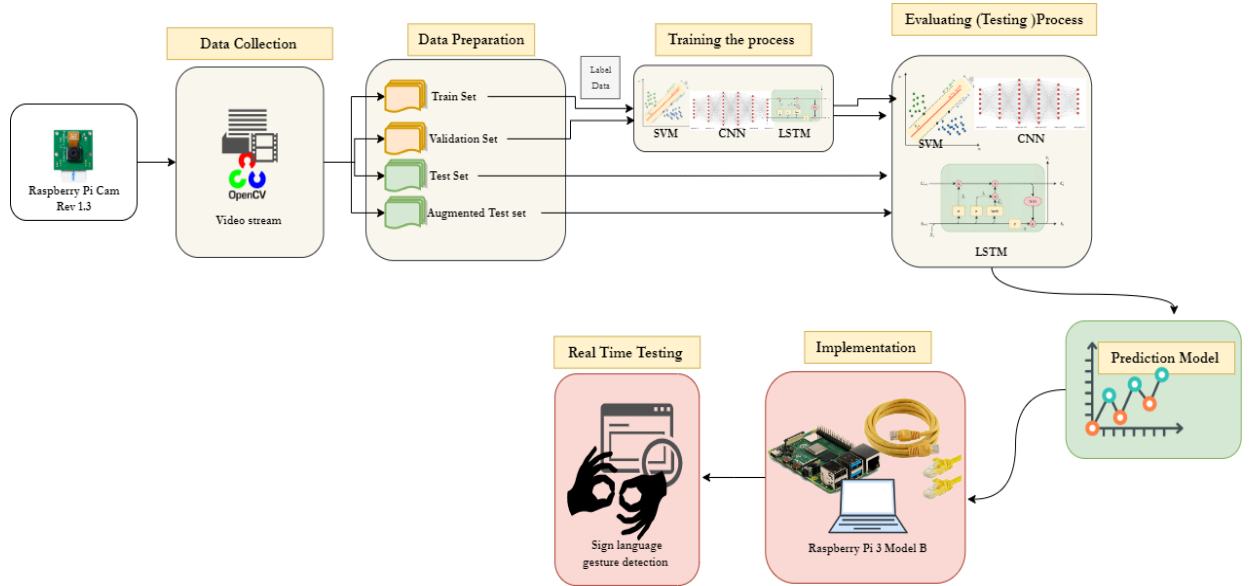 Evaluating (Testing )Process
Data Collection
Data Preparation
Training the process
Label
Data
Train Set
Validation Set
Test Set
Augmented Test set
SVM
CNN
LSTM
SVM
CNN
LSTM
Raspberry Pi Cam
Rev 1.3
OpenCV
Video stream
Real Time Testing
Implementation
Prediction Model
Sign language
gesture detection
Raspberry Pi 3 Model B